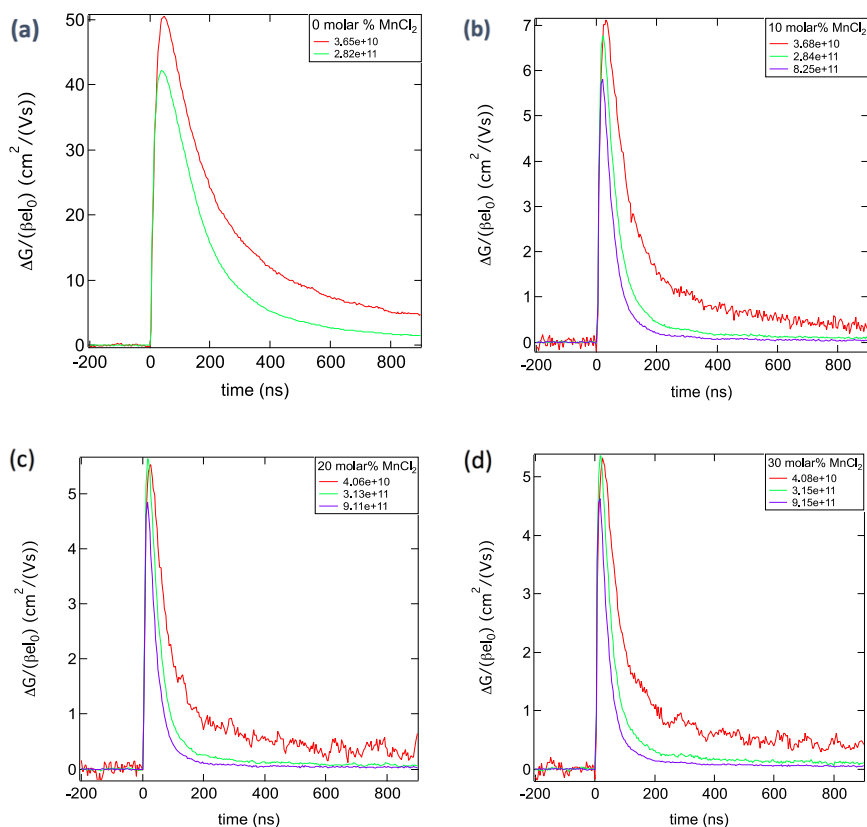 (a)
0 molar % MnCl₂
3.65e+10
2.82e+11
50
40
30
20
10
0
-200 0 200 400 600 800
time (ns)
ΔG/(βeI₀) (cm²/(Vs))
(b)
10 molar% MnCl₂
3.68e+10
2.84e+11
8.25e+11
7
6
5
4
3
2
1
0
-200 0 200 400 600 800
time (ns)
ΔG/(βeI₀) (cm²/(Vs))
(c)
20 molar% MnCl₂
4.06e+10
3.13e+11
9.11e+11
5
4
3
2
1
0
-200 0 200 400 600 800
time (ns)
ΔG/(βeI₀) (cm²/(Vs))
(d)
30 molar% MnCl₂
4.08e+10
3.15e+11
9.15e+11
5
4
3
2
1
0
-200 0 200 400 600 800
time (ns)
ΔG/(βeI₀) (cm²/(Vs))